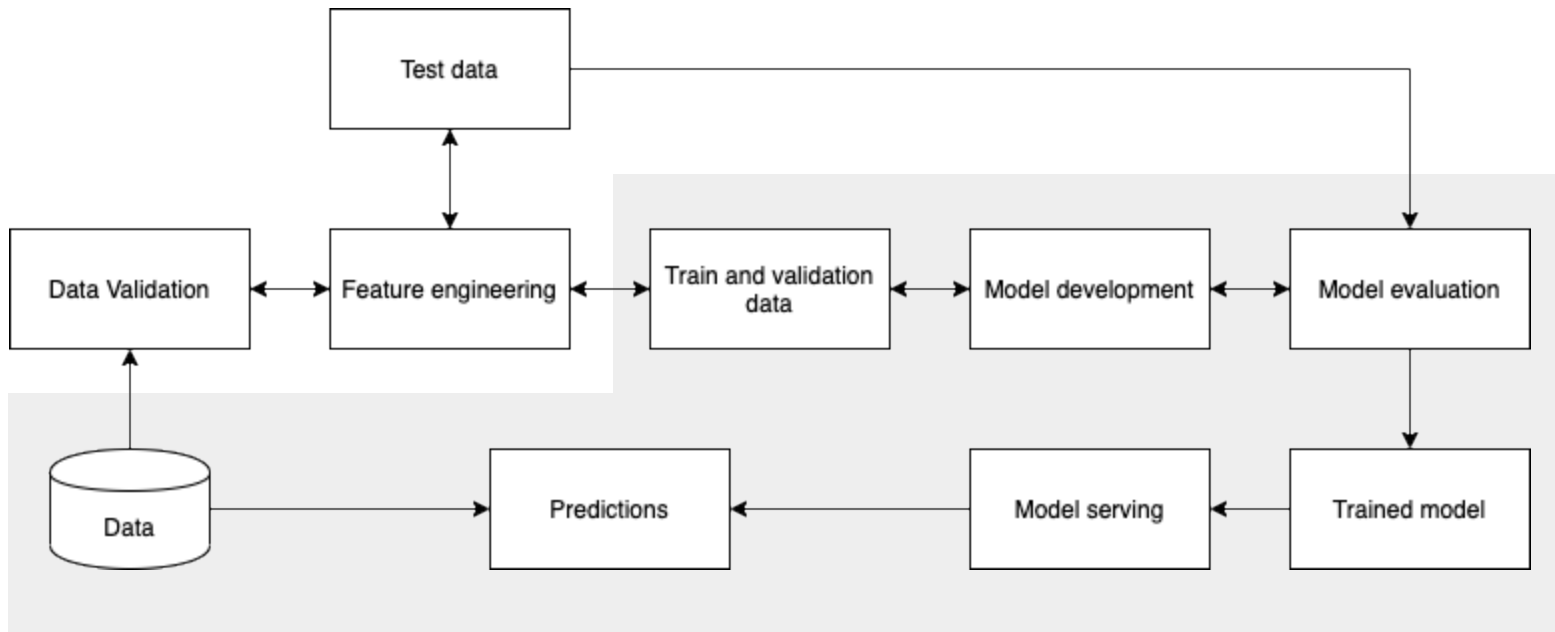 Test data
Data Validation
Feature engineering
Train and validation
data
Model development
Model evaluation
Data
Predictions
Model serving
Trained model